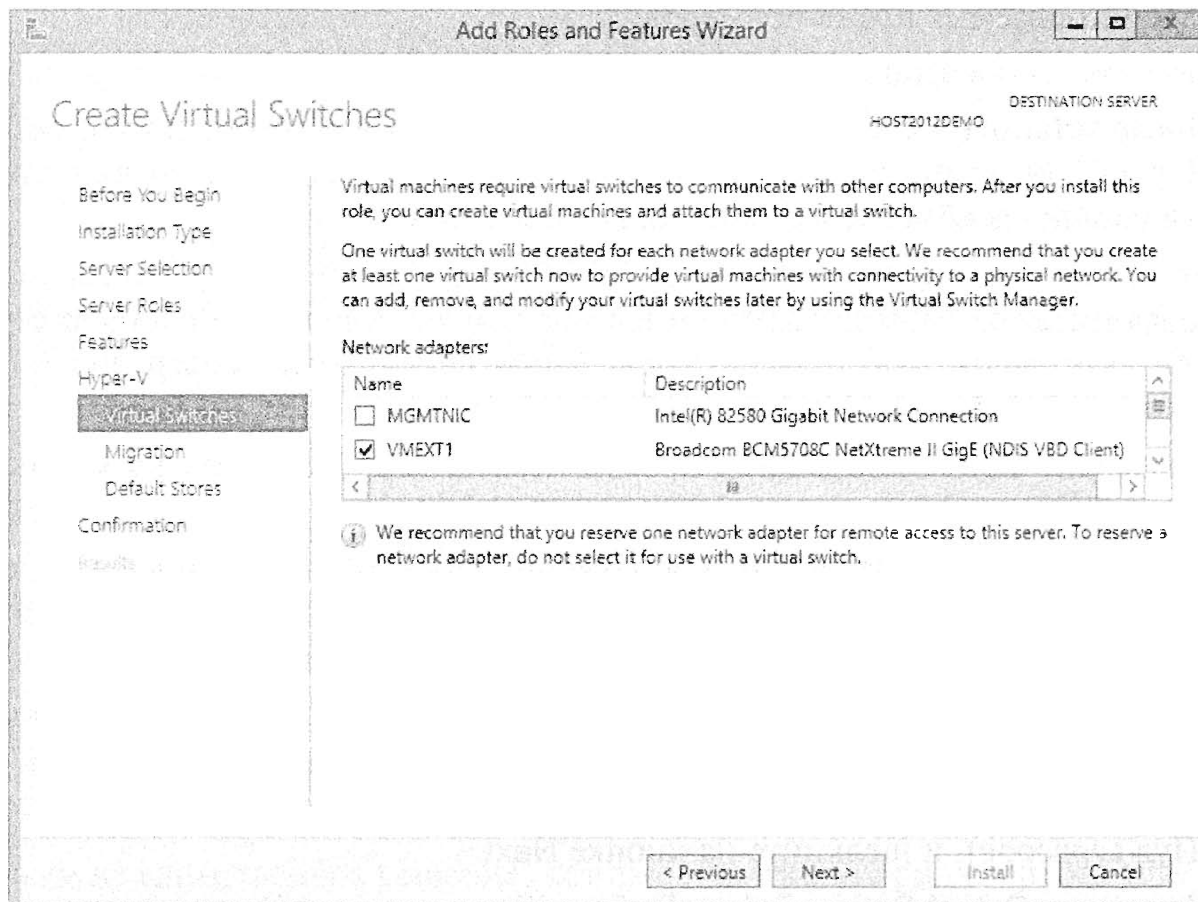 Add Roles and Features Wizard
Create Virtual Switches
DESTINATION SERVER
HOST2012DEMO
Before You Begin
Installation Type
Server Selection
Server Roles
Features
Hyper-V
Virtual Switches
Migration
Default Stores
Confirmation
Results
Virtual machines require virtual switches to communicate with other computers. After you install this
role, you can create virtual machines and attach them to a virtual switch.
One virtual switch will be created for each network adapter you select. We recommend that you create
at least one virtual switch now to provide virtual machines with connectivity to a physical network. You
can add, remove, and modify your virtual switches later by using the Virtual Switch Manager.
Network adapters:
Name Description
MGMTNIC Intel(R) 82580 Gigabit Network Connection
VMEXT1 Broadcom BCM5708C NetXtreme II GigE (NDIS VBD Client)
We recommend that you reserve one network adapter for remote access to this server. To reserve a
network adapter, do not select it for use with a virtual switch.
< Previous Next > Install Cancel